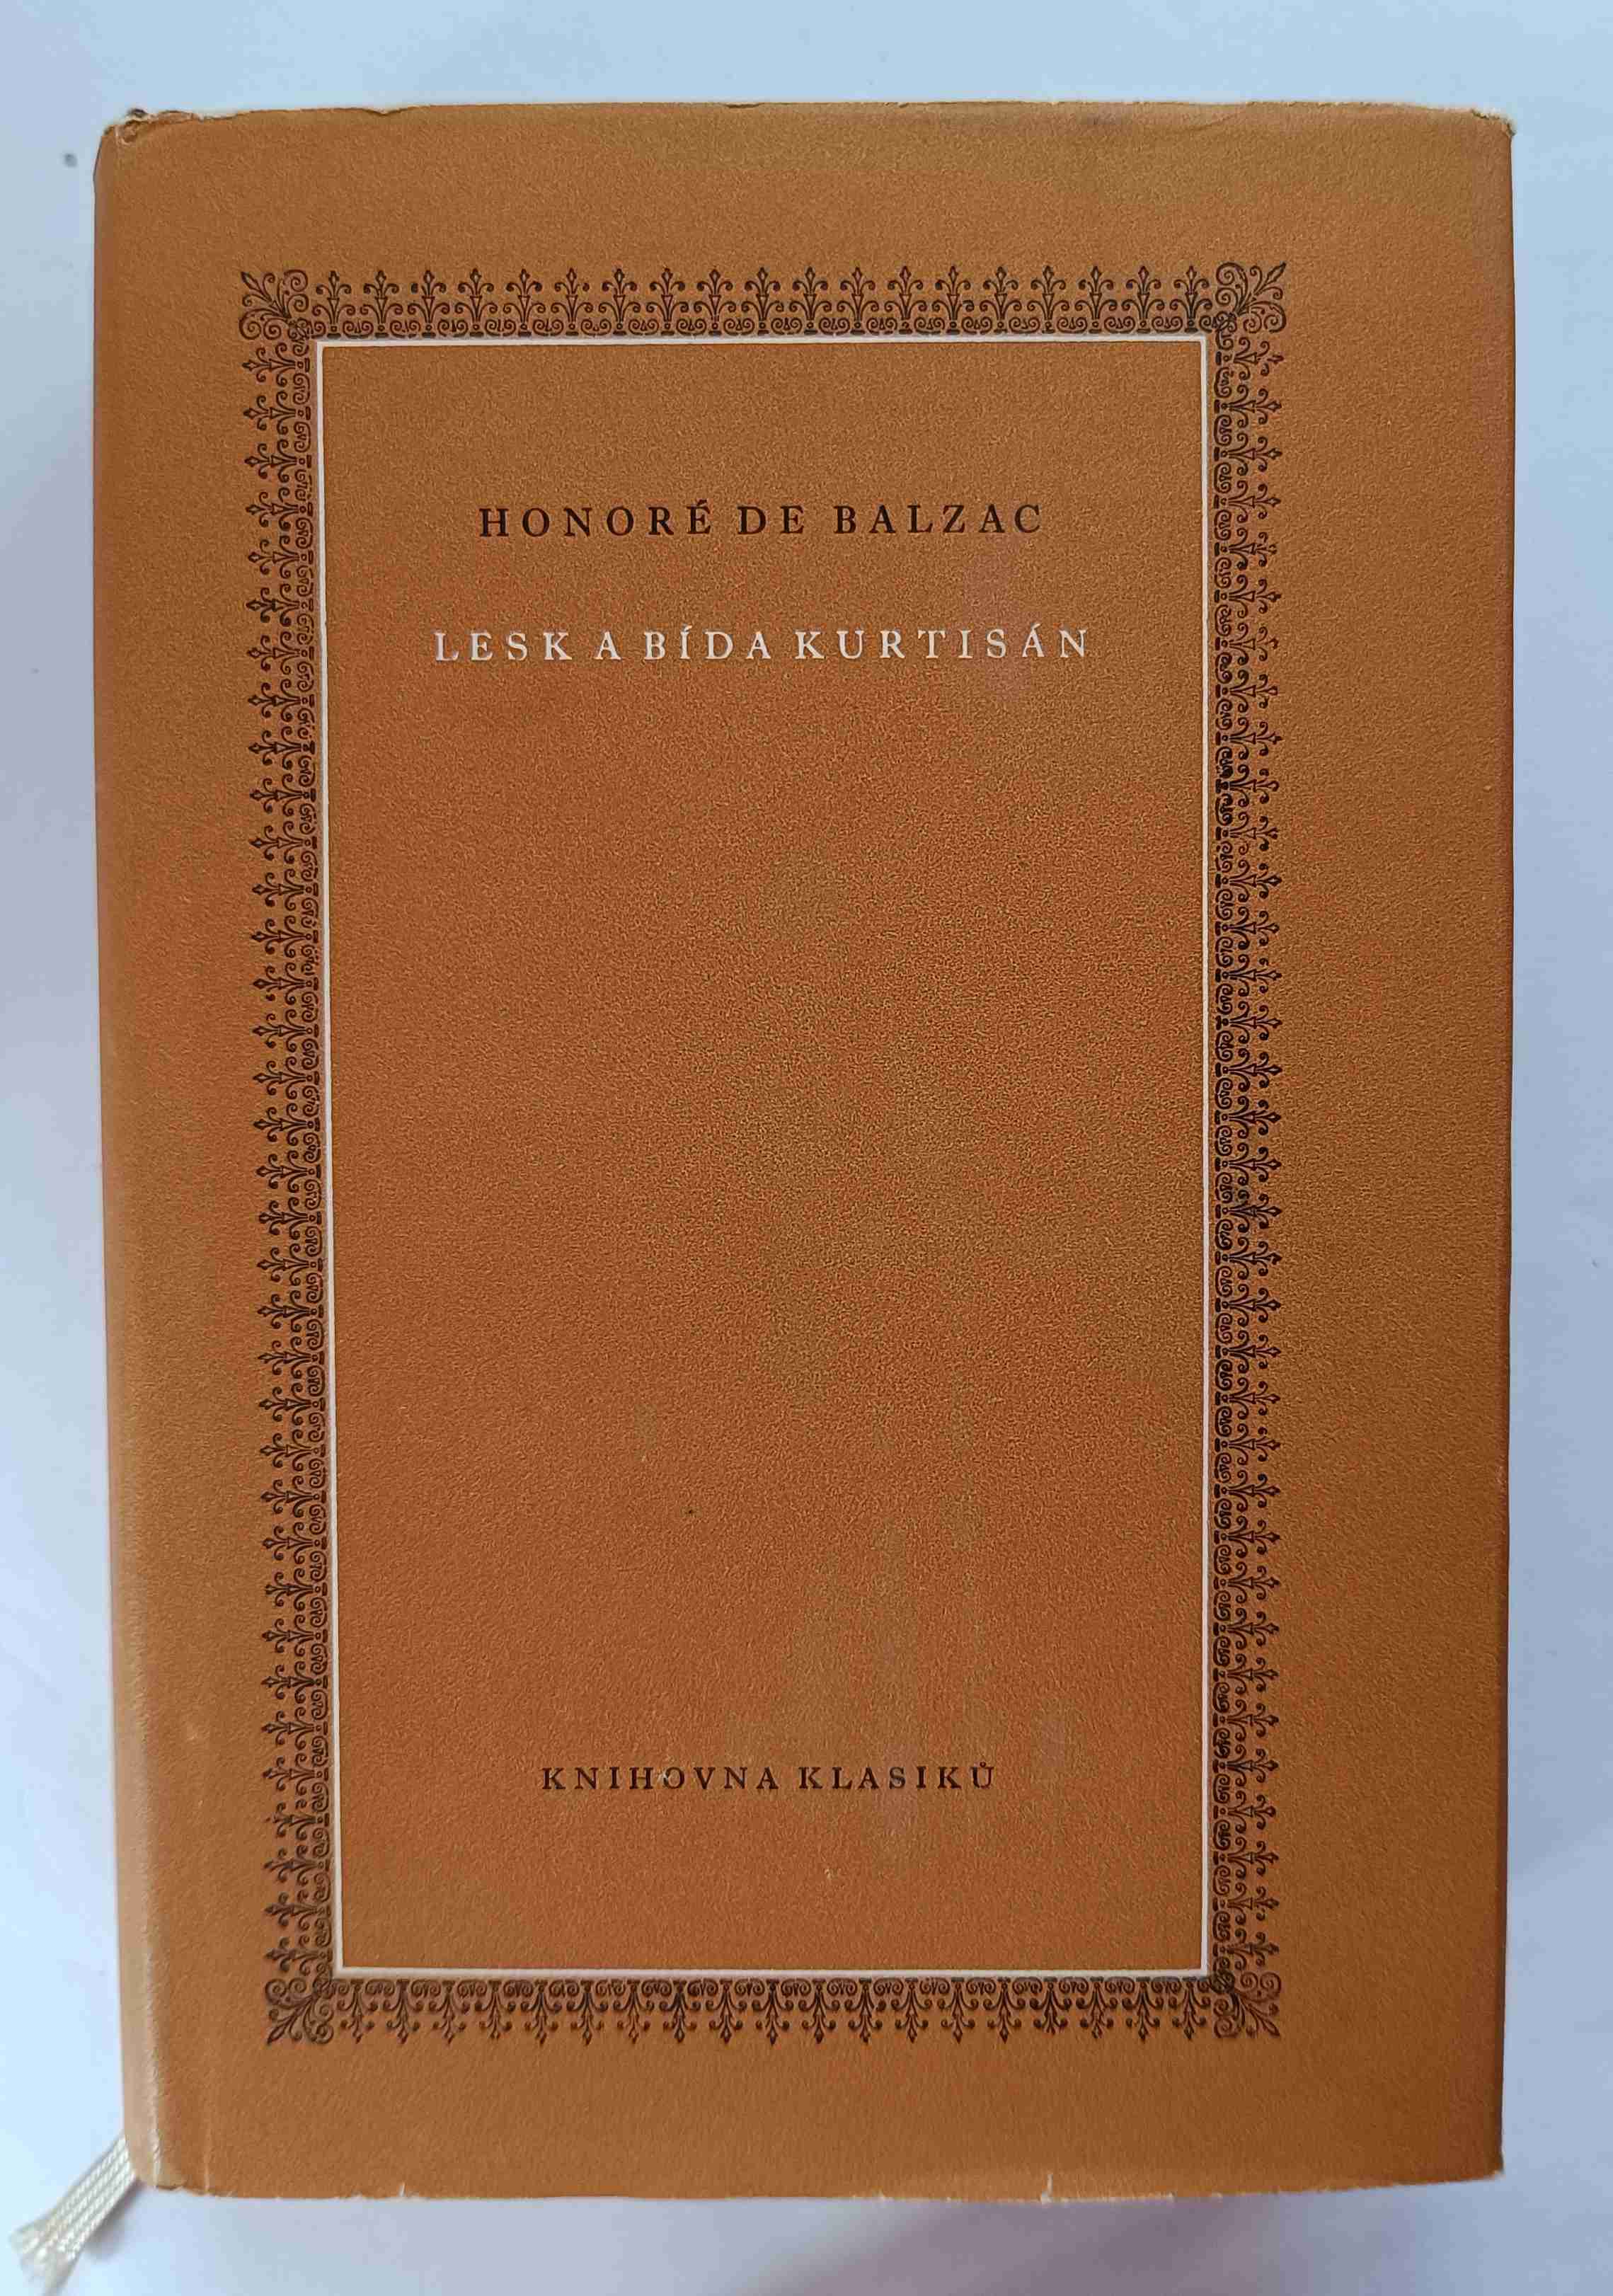 HONORÉ DE BALZAC
LESK A BÍDA KURTISÁN
KNIHOVNA KLASIKŮ